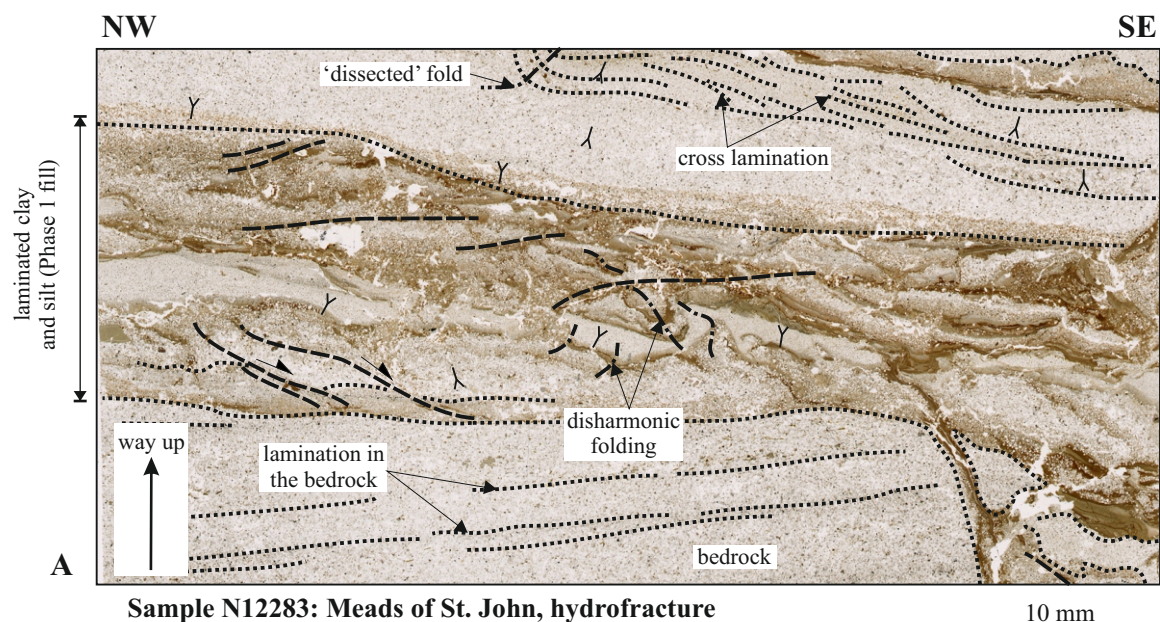 NW
SE
‘dissected’ fold
cross lamination
laminated clay
and silt (Phase 1 fill)
disharmonic
folding
way up
lamination in
the bedrock
bedrock
A
Sample N12283: Meads of St. John, hydrofracture
10 mm